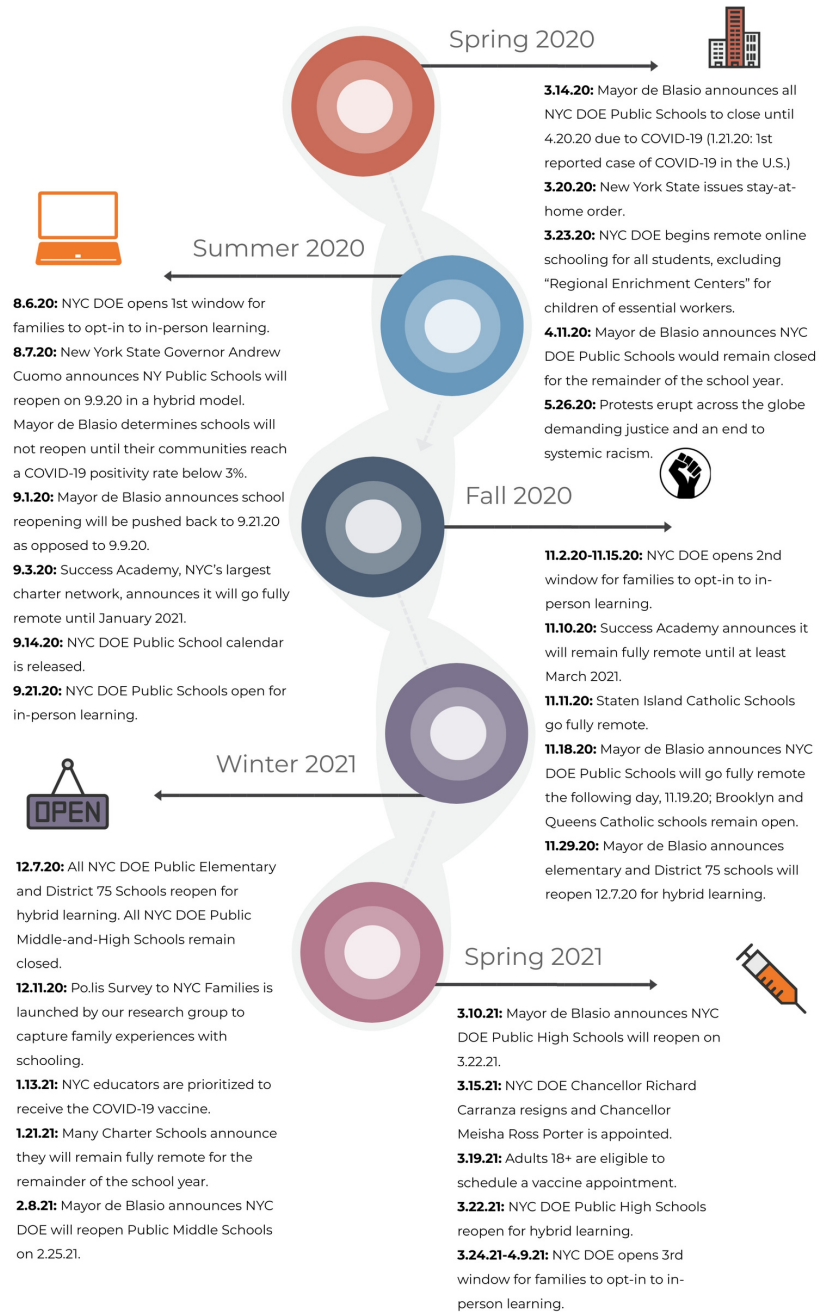 Spring 2020
3.14.20: Mayor de Blasio announces all
NYC DOE Public Schools to close until
4.20.20 due to COVID-19 (1.21.20: 1st
reported case of COVID-19 in the U.S.)
3.20.20: New York State issues stay-at-
home order.
3.23.20: NYC DOE begins remote online
schooling for all students, excluding
“Regional Enrichment Centers” for
children of essential workers.
4.11.20: Mayor de Blasio announces NYC
DOE Public Schools would remain closed
for the remainder of the school year.
5.26.20: Protests erupt across the globe
demanding justice and an end to
systemic racism.
Summer 2020
8.6.20: NYC DOE opens 1st window for
families to opt-in to in-person learning.
8.7.20: New York State Governor Andrew
Cuomo announces NY Public Schools will
reopen on 9.9.20 in a hybrid model.
Mayor de Blasio determines schools will
not reopen until their communities reach
a COVID-19 positivity rate below 3%.
9.1.20: Mayor de Blasio announces school
reopening will be pushed back to 9.21.20
as opposed to 9.9.20.
9.3.20: Success Academy, NYC’s largest
charter network, announces it will go fully
remote until January 2021.
9.14.20: NYC DOE Public School calendar
is released.
9.21.20: NYC DOE Public Schools open for
in-person learning.
Fall 2020
11.2.20-11.15.20: NYC DOE opens 2nd
window for families to opt-in to in-
person learning.
11.10.20: Success Academy announces it
will remain fully remote until at least
March 2021.
11.11.20: Staten Island Catholic Schools
go fully remote.
11.18.20: Mayor de Blasio announces NYC
DOE Public Schools will go fully remote
the following day, 11.19.20; Brooklyn and
Queens Catholic schools remain open.
11.29.20: Mayor de Blasio announces
elementary and District 75 schools will
reopen 12.7.20 for hybrid learning.
Winter 2021
OPEN
12.7.20: All NYC DOE Public Elementary
and District 75 Schools reopen for
hybrid learning. All NYC DOE Public
Middle-and-High Schools remain
closed.
12.11.20: Po.lis Survey to NYC Families is
launched by our research group to
capture family experiences with
schooling.
1.13.21: NYC educators are prioritized to
receive the COVID-19 vaccine.
1.21.21: Many Charter Schools announce
they will remain fully remote for the
remainder of the school year.
2.8.21: Mayor de Blasio announces NYC
DOE will reopen Public Middle Schools
on 2.25.21.
Spring 2021
3.10.21: Mayor de Blasio announces NYC
DOE Public High Schools will reopen on
3.22.21.
3.15.21: NYC DOE Chancellor Richard
Carranza resigns and Chancellor
Meisha Ross Porter is appointed.
3.19.21: Adults 18+ are eligible to
schedule a vaccine appointment.
3.22.21: NYC DOE Public High Schools
reopen for hybrid learning.
3.24.21-4.9.21: NYC DOE opens 3rd
window for families to opt-in to in-
person learning.